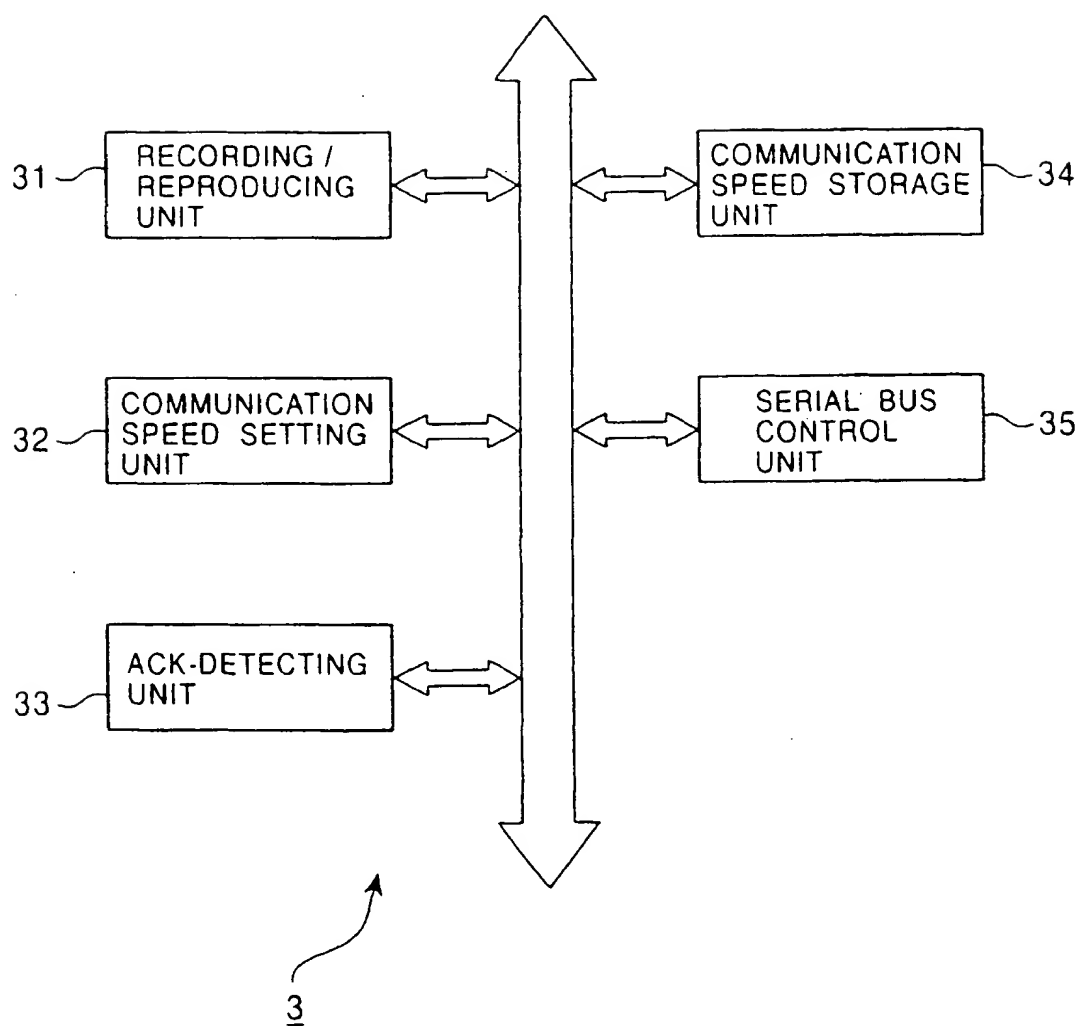 31
RECORDING /
REPRODUCING
UNIT
COMMUNICATION
SPEED STORAGE
UNIT
34
32
COMMUNICATION
SPEED SETTING
UNIT
SERIAL BUS
CONTROL
UNIT
35
33
ACK-DETECTING
UNIT
3